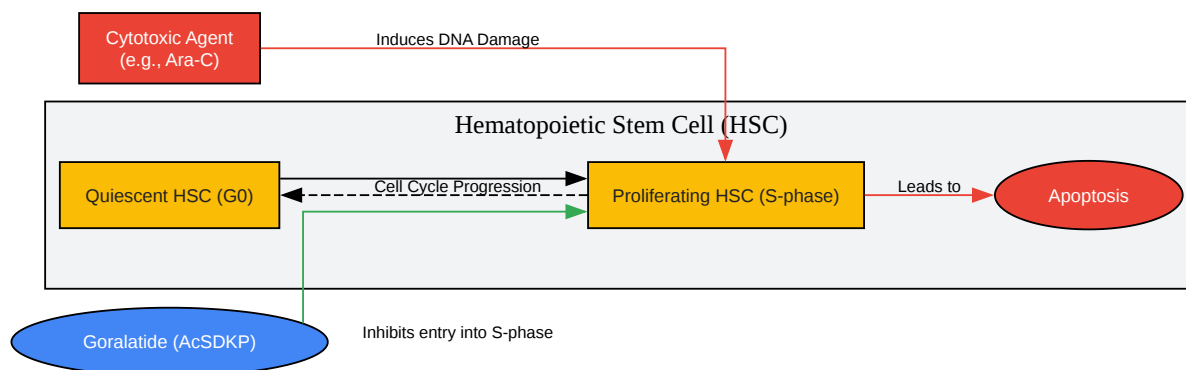 Cytotoxic Agent
(e.g., Ara-C)
Induces DNA Damage
Hematopoietic Stem Cell (HSC)
Quiescent HSC (G0)
Cell Cycle Progression
Proliferating HSC (S-phase)
Leads to
Apoptosis
Goralatide (AcSDKP)
Inhibits entry into S-phase